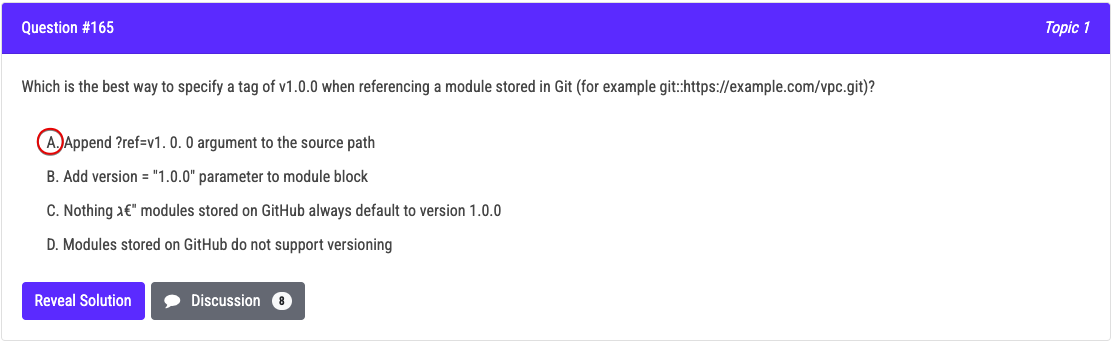 Question #165
Topic 1
Which is the best way to specify a tag of v1.0.0 when referencing a module stored in Git (for example git::https://example.com/vpc.git)?
A. Append ?ref=v1. 0. 0 argument to the source path
B. Add version = "1.0.0" parameter to module block
C. Nothing ג€" modules stored on GitHub always default to version 1.0.0
D. Modules stored on GitHub do not support versioning
Reveal Solution
Discussion 8